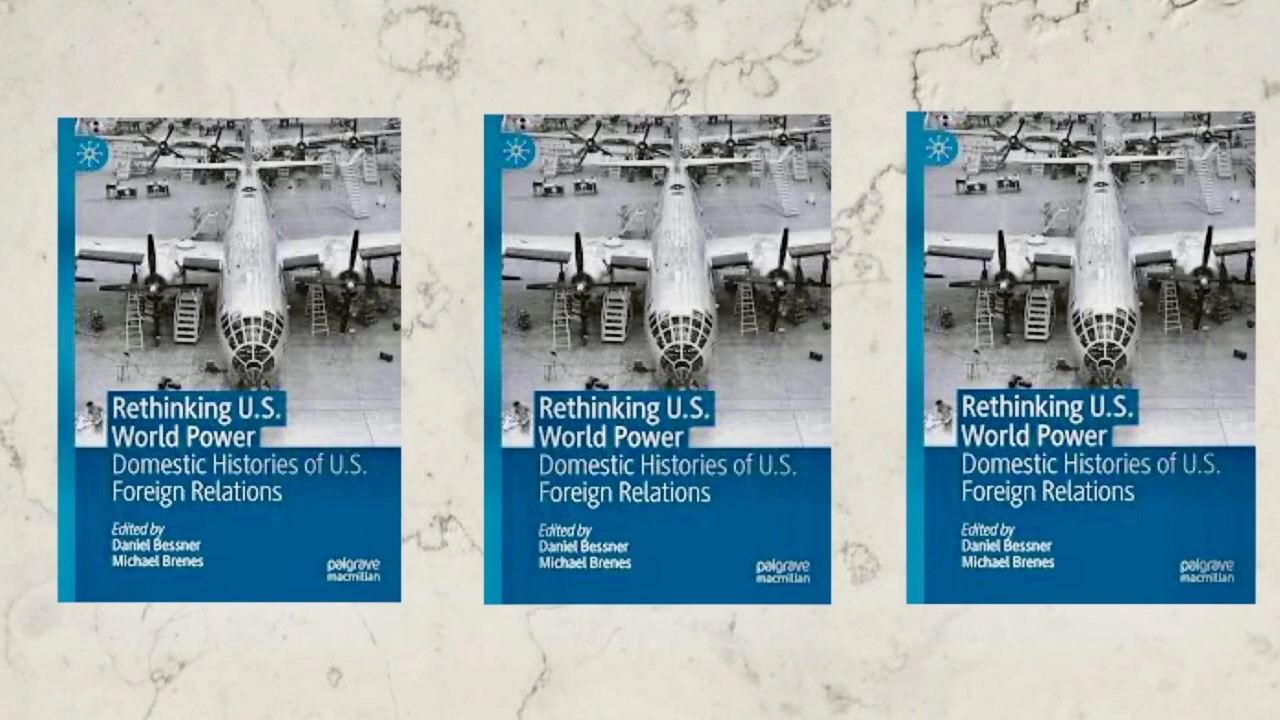 Rethinking U.S.
World Power
Domestic Histories of U.S.
Foreign Relations
Edited by
Daniel Bessner
Michael Brenes
palgrave
macmillan
Rethinking U.S.
World Power
Domestic Histories of U.S.
Foreign Relations
Edited by
Daniel Bessner
Michael Brenes
palgrave
macmillan
Rethinking U.S.
World Power
Domestic Histories of U.S.
Foreign Relations
Edited by
Daniel Bessner
Michael Brenes
palgrave
macmillan